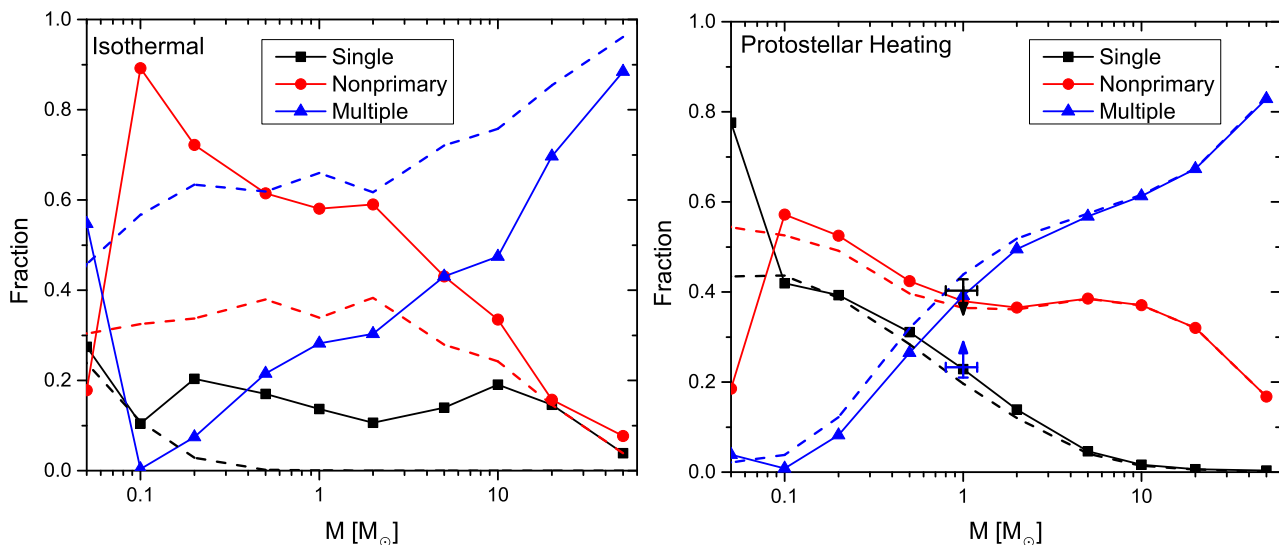 Isothermal
Single
Nonprimary
Multiple
Fraction
1.0
0.8
0.6
0.4
0.2
0.0
0.1
1
10
M [M☉]
Protostellar Heating
Single
Nonprimary
Multiple
Fraction
1.0
0.8
0.6
0.4
0.2
0.0
0.1
1
10
M [M☉]